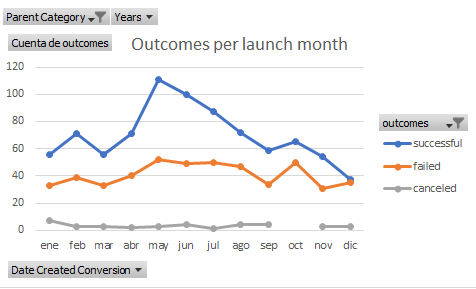 Parent Category Years
Cuenta de outcomes
Outcomes per launch month
120
100
80
60
40
20
0
ene feb mar abr may jun jul ago sep oct nov dic
outcomes
successful
failed
canceled
Date Created Conversion